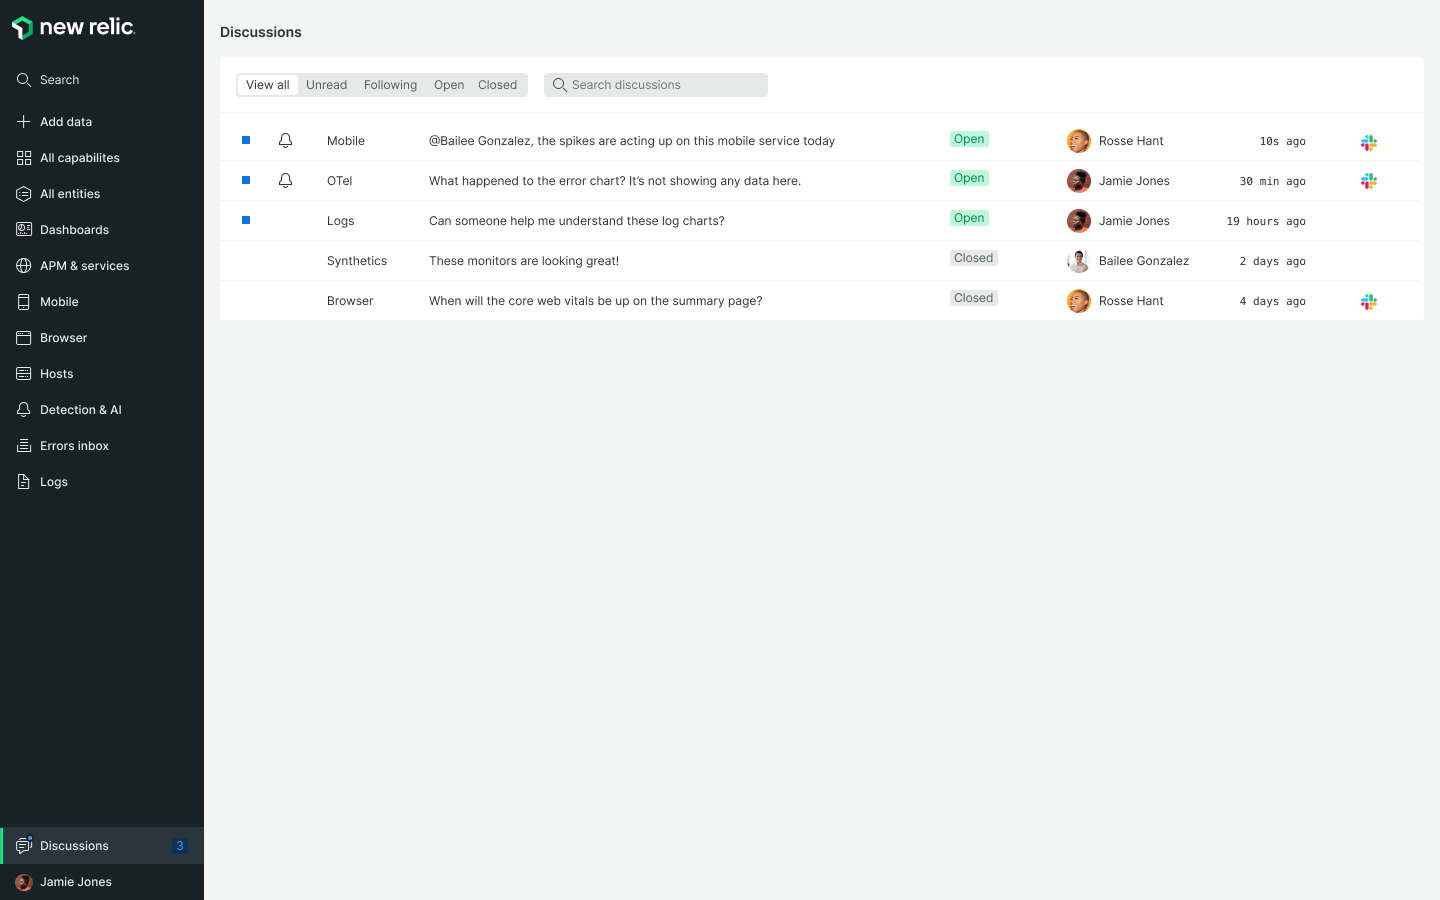 new relic
Search
Add data
All capabilites
All entities
Dashboards
APM & services
Mobile
Browser
Hosts
Detection & AI
Errors inbox
Logs
Discussions 3
Jamie Jones
Discussions
View all Unread Following Open Closed Search discussions
Mobile @Bailee Gonzalez, the spikes are acting up on this mobile service today Open Rosse Hant 10s ago
OTel What happened to the error chart? It’s not showing any data here. Open Jamie Jones 30 min ago
Logs Can someone help me understand these log charts? Open Jamie Jones 19 hours ago
Synthetics These monitors are looking great! Closed Bailee Gonzalez 2 days ago
Browser When will the core web vitals be up on the summary page? Closed Rosse Hant 4 days ago